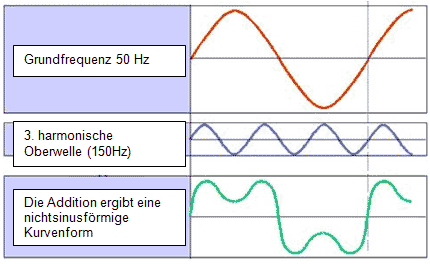 Grundfrequenz 50 Hz
3. harmonische
Oberwelle (150Hz)
Die Addition ergibt eine
nichtsinusförmige
Kurvenform